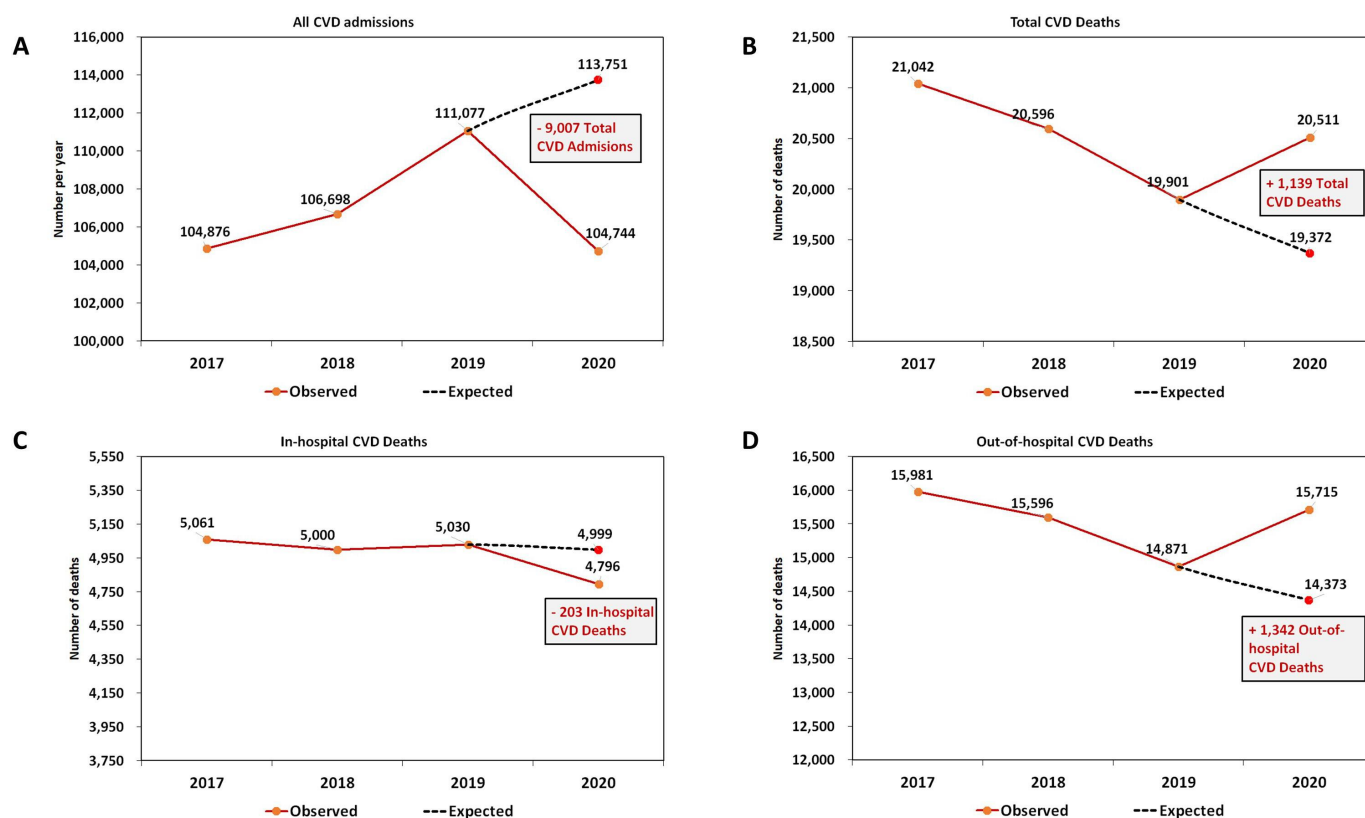 A
All CVD admissions
Number per year
116,000
114,000
112,000
110,000
108,000
106,000
104,000
102,000
100,000
104,876
106,698
111,077
113,751
104,744
- 9,007 Total
CVD Admisions
2017
2018
2019
2020
Observed
Expected
B
Total CVD Deaths
Number of deaths
21,500
21,000
20,500
20,000
19,500
19,000
18,500
21,042
20,596
19,901
20,511
19,372
+ 1,139 Total
CVD Deaths
2017
2018
2019
2020
Observed
Expected
C
In-hospital CVD Deaths
Number of deaths
5,550
5,350
5,150
4,950
4,750
4,550
4,350
4,150
3,950
3,750
5,061
5,000
5,030
4,999
4,796
- 203 In-hospital
CVD Deaths
2017
2018
2019
2020
Observed
Expected
D
Out-of-hospital CVD Deaths
Number of deaths
16,500
16,000
15,500
15,000
14,500
14,000
13,500
13,000
12,500
12,000
15,981
15,596
14,871
15,715
14,373
+ 1,342 Out-of-
hospital
CVD Deaths
2017
2018
2019
2020
Observed
Expected